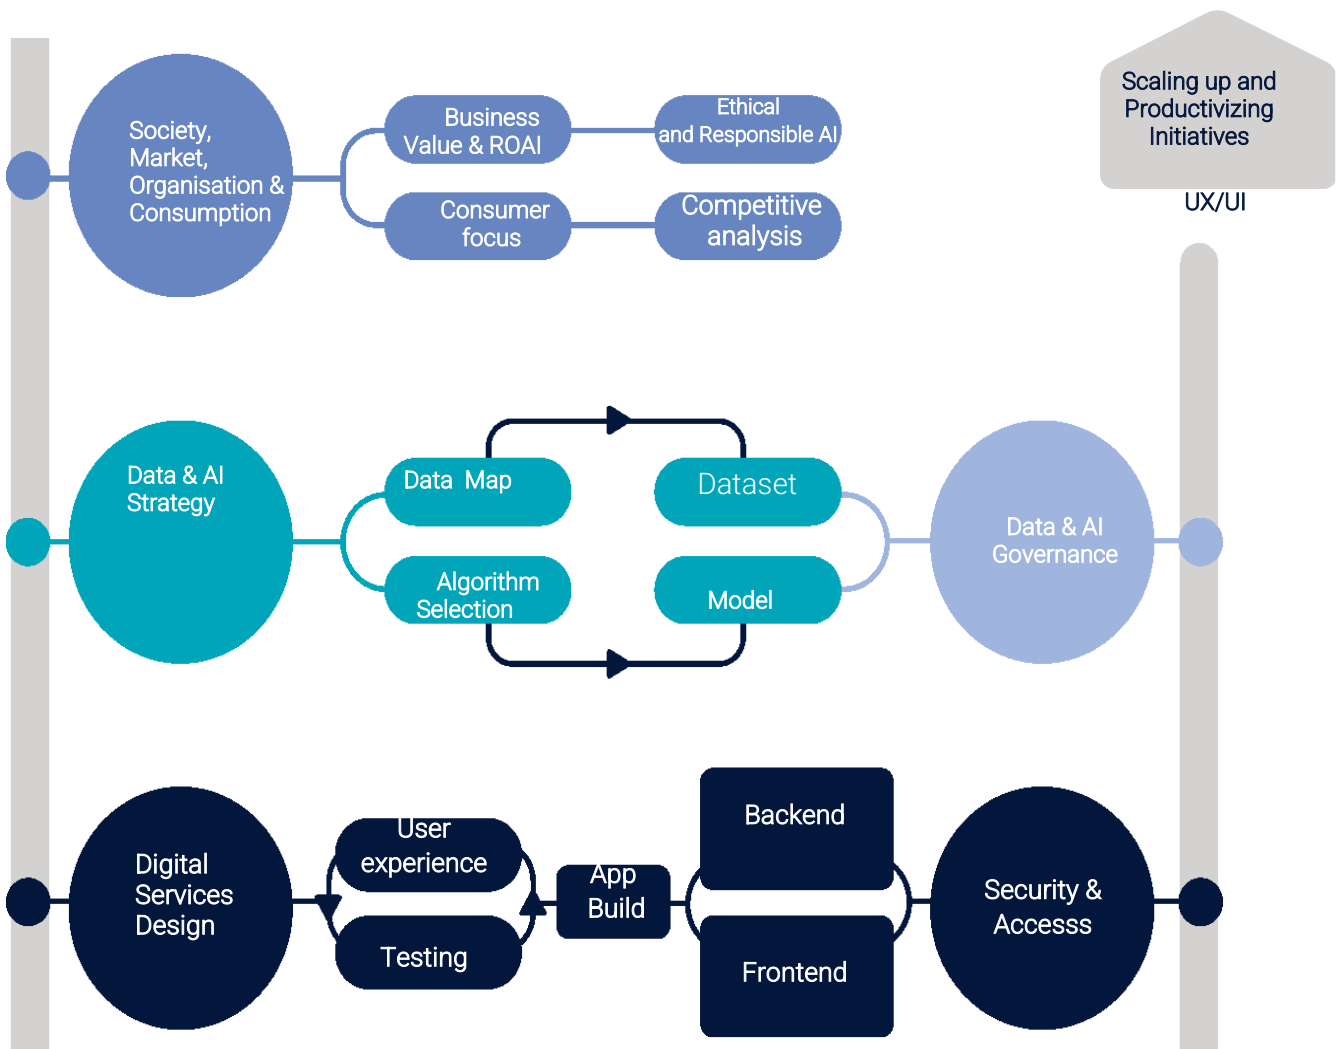 Society,
Market,
Organisation &
Consumption
Business
Value & ROAI
Ethical
and Responsible AI
Consumer
focus
Competitive
analysis
Scaling up and
Productivizing
Initiatives
UX/UI
Data & AI
Strategy
Data Map
Dataset
Algorithm
Selection
Model
Data & AI
Governance
Digital
Services
Design
User
experience
Testing
App
Build
Backend
Frontend
Security &
Accesss